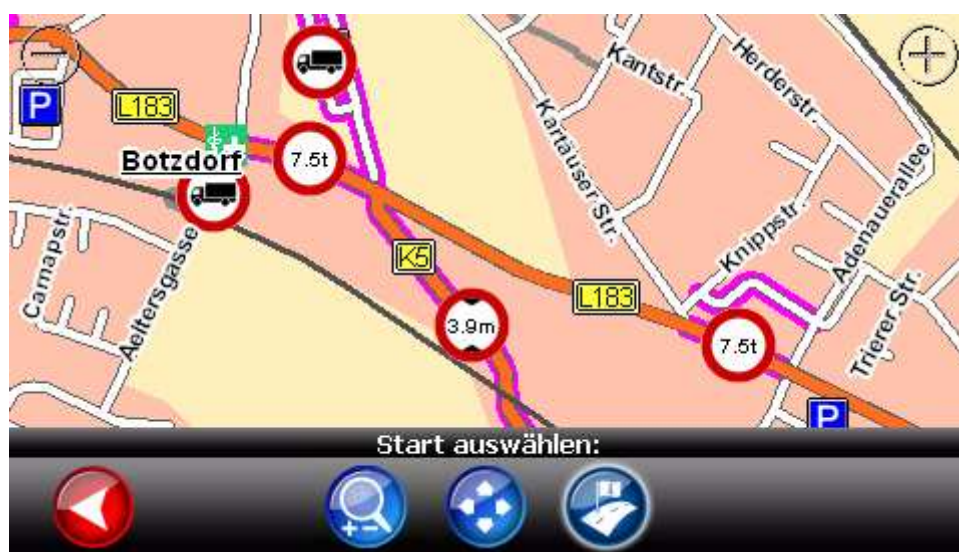 P
L183
Botzdorf
7.5t
Kantstr.
Herderstr.
Kartäuser Str.
Knippstr.
Adenauerallee
Carnapstr.
Aeltersgasse
K5
L183
3.9m
7.5t
Trierer Str.
P
Start auswählen: